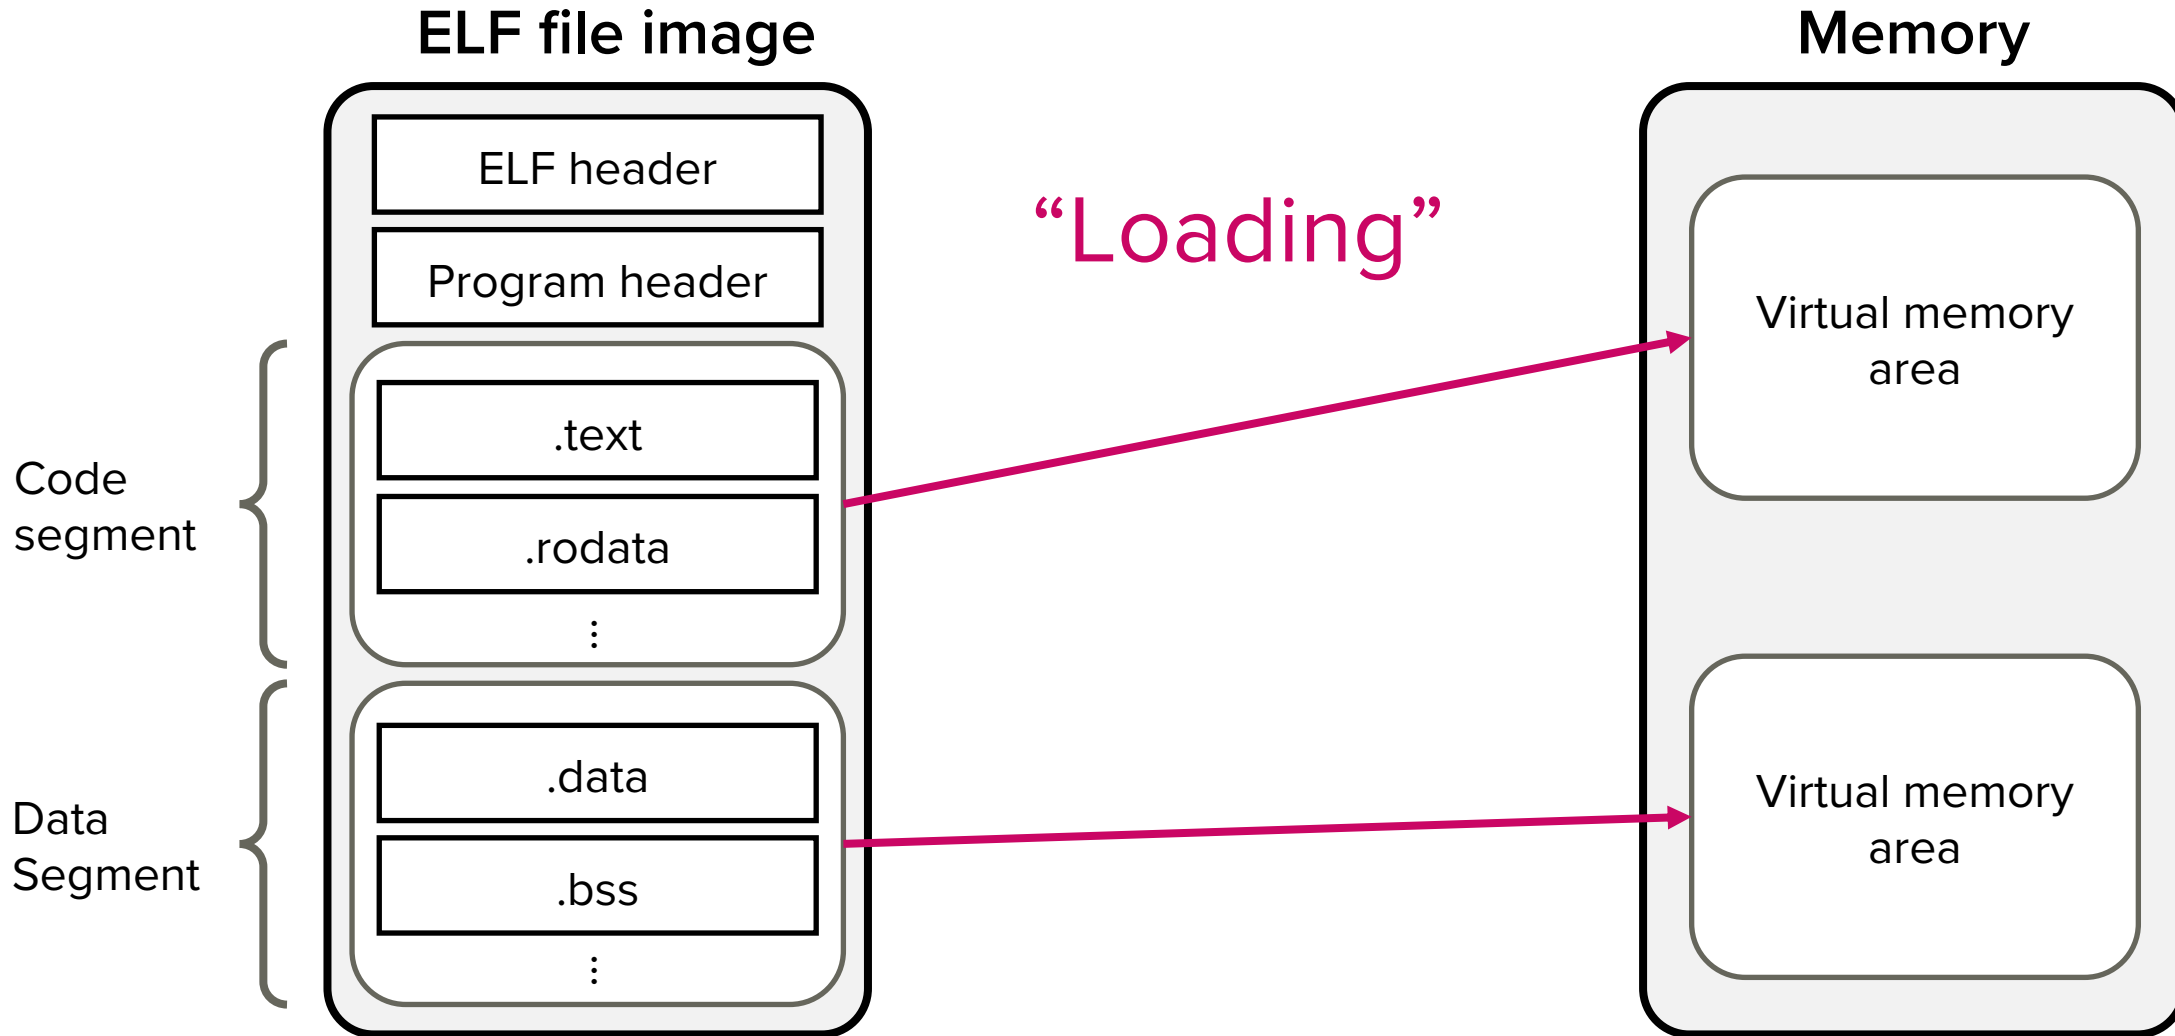 ELF file image
ELF header
Program header
Code
segment
.text
.rodata
⋮
Data
Segment
.data
.bss
⋮
“Loading”
Memory
Virtual memory
area
Virtual memory
area